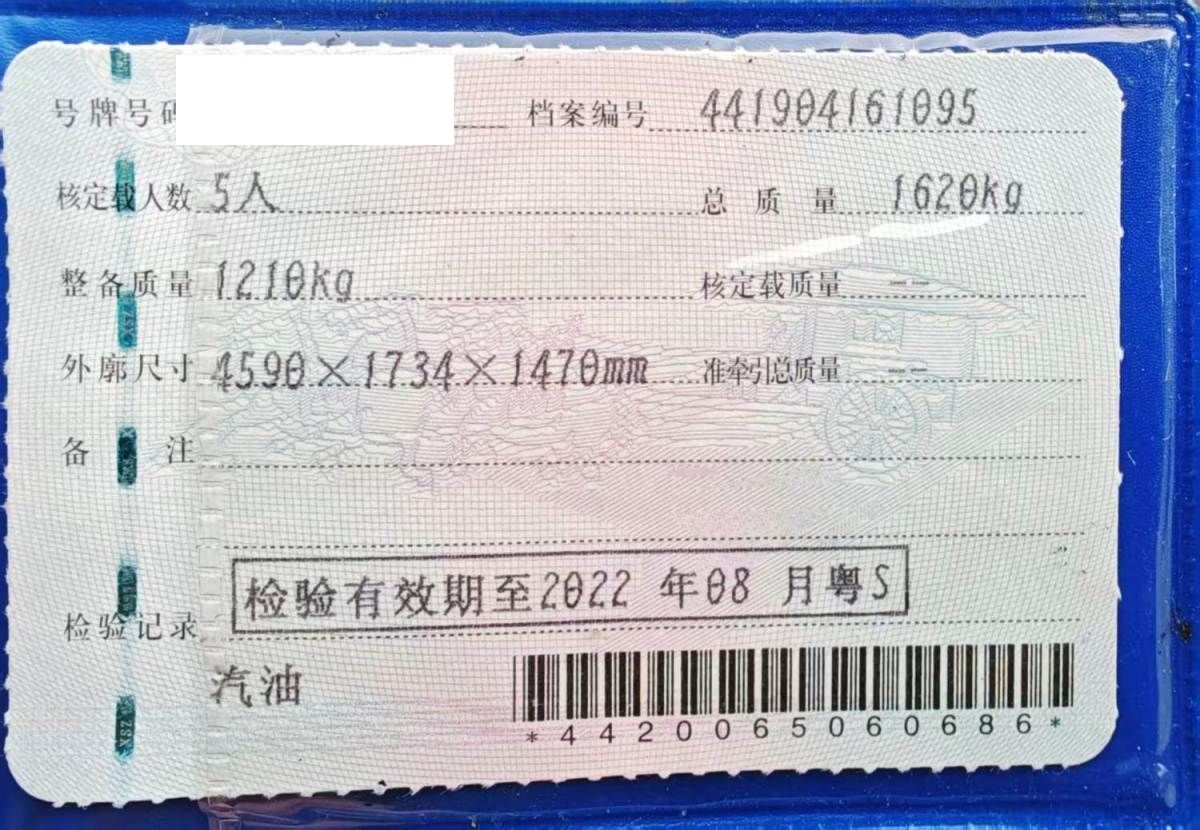 号牌号码 档案编号 441904161095
核定载人数 5人 总质量 1620kg
整备质量 1210kg 核定载质量 --
外廓尺寸 4590×1734×1470mm 准牵引总质量 --
备注
检验有效期至2022年08月粤S
检验记录
汽油
*4420065060686*